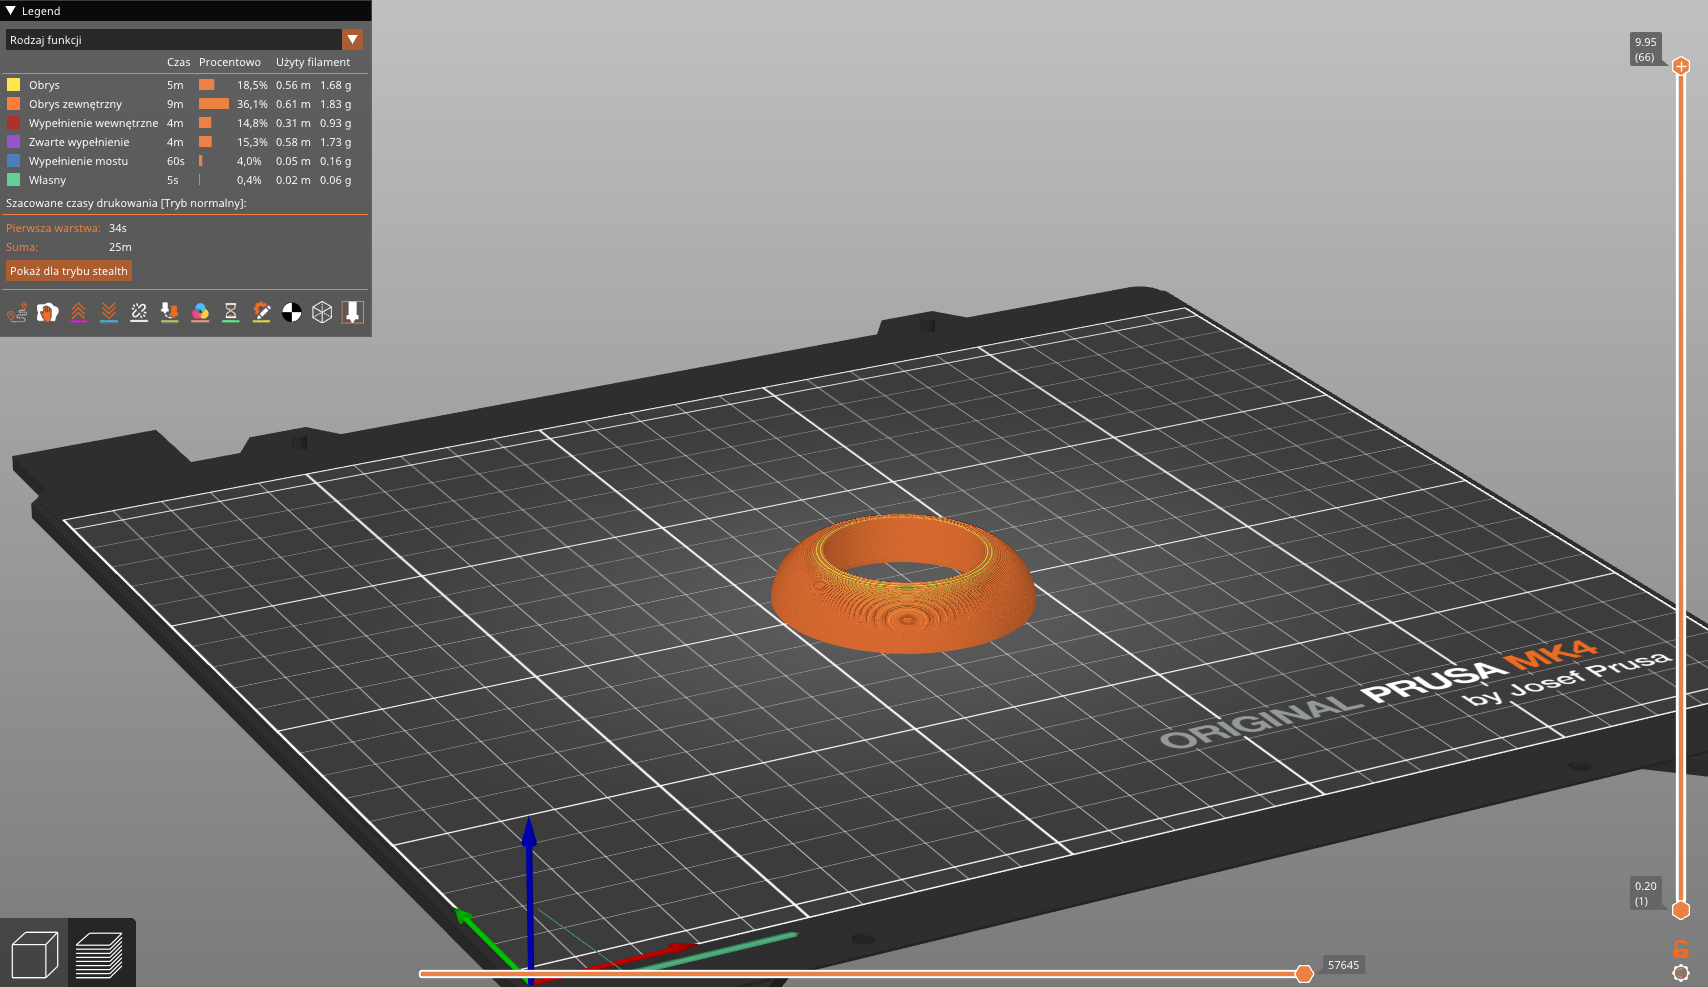 Legend
Rodzaj funkcji
Czas Procentowo Użyty filament
Obrys 5m 18,5% 0.56 m 1.68 g
Obrys zewnętrzny 9m 36,1% 0.61 m 1.83 g
Wypełnienie wewnętrzne 4m 14,8% 0.31 m 0.93 g
Zwarte wypełnienie 4m 15,3% 0.58 m 1.73 g
Wypełnienie mostu 60s 4,0% 0.05 m 0.16 g
Własny 5s 0,4% 0.02 m 0.06 g
Szacowane czasy drukowania [Tryb normalny]:
Pierwsza warstwa: 34s
Suma: 25m
Pokaż dla trybu stealth
9.95
(66)
ORIGINAL PRUSA MK4
by Josef Prusa
0.20
(1)
57645